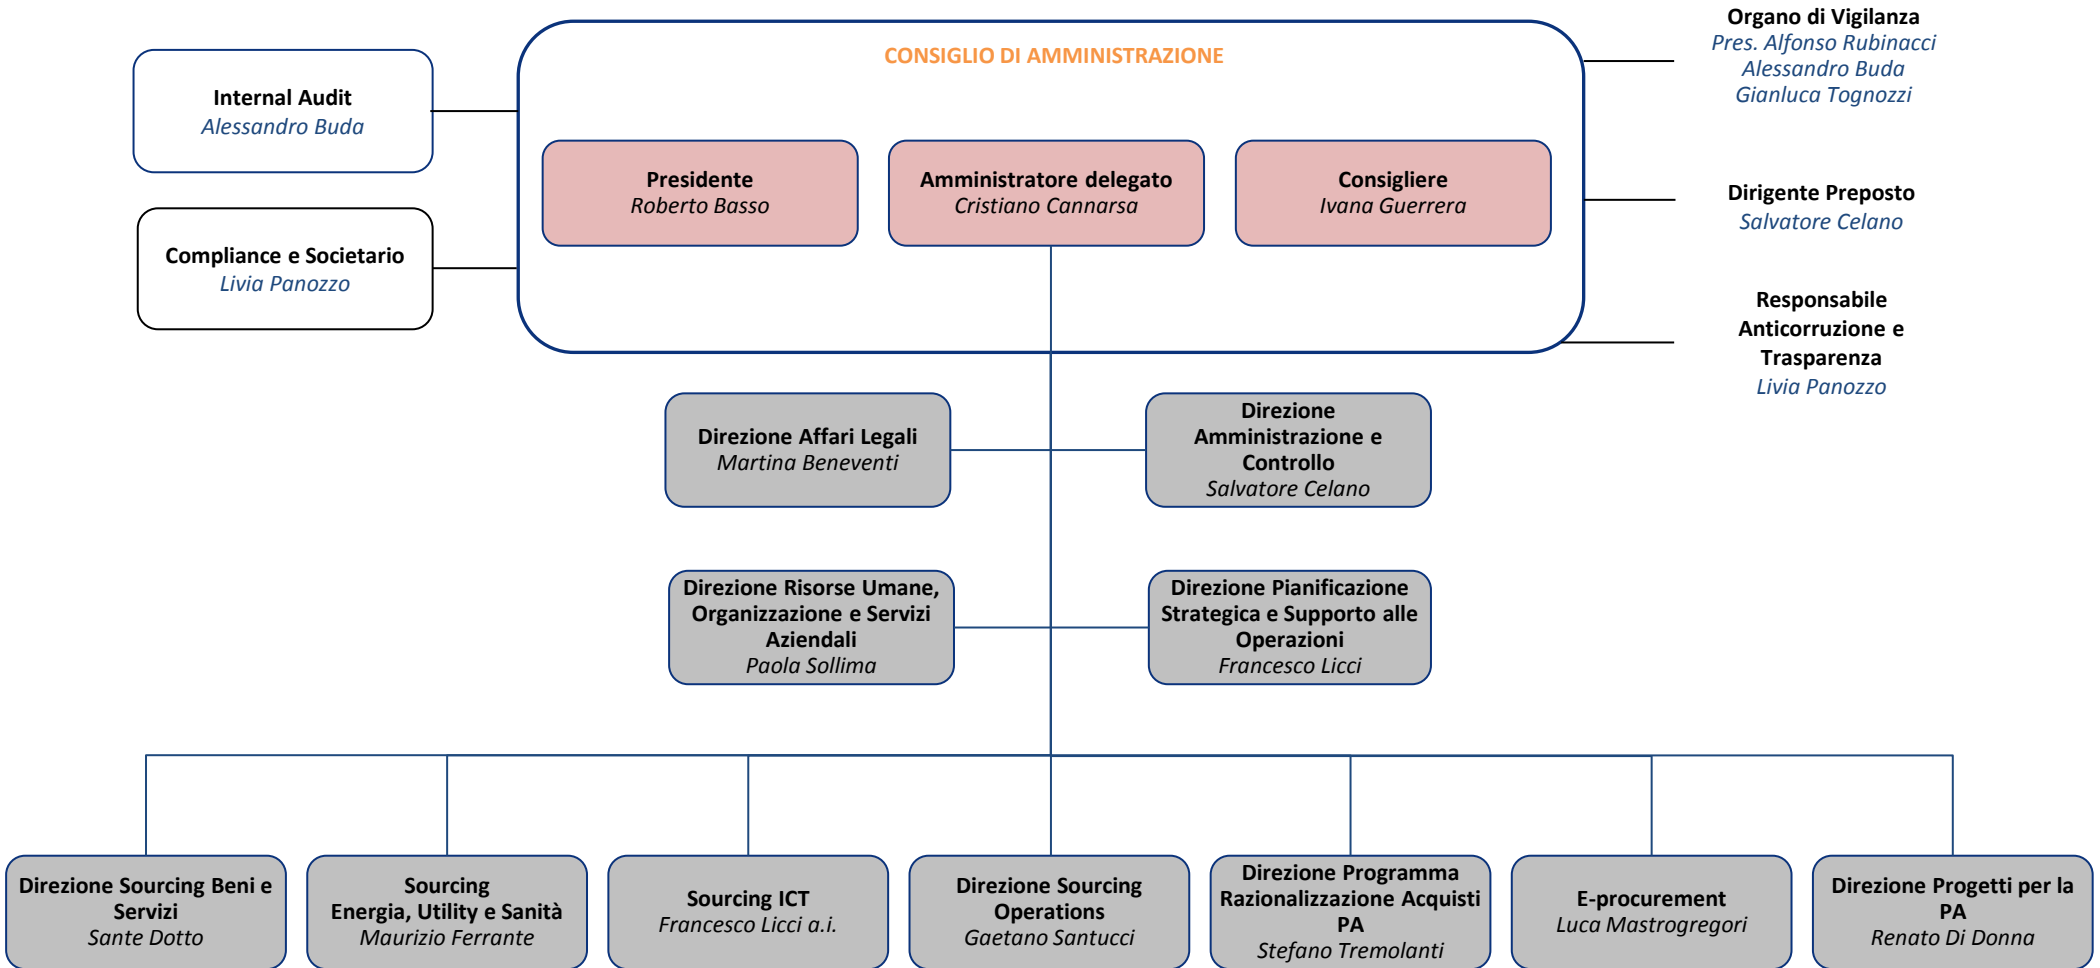 CONSIGLIO DI AMMINISTRAZIONE
Organo di Vigilanza
Pres. Alfonso Rubinacci
Alessandro Buda
Gianluca Tognozzi
Internal Audit
Alessandro Buda
Presidente
Roberto Basso
Amministratore delegato
Cristiano Cannarsa
Consigliere
Ivana Guerrera
Dirigente Preposto
Salvatore Celano
Compliance e Societario
Livia Panozzo
Responsabile
Anticorruzione e
Trasparenza
Livia Panozzo
Direzione Affari Legali
Martina Beneventi
Direzione
Amministrazione e
Controllo
Salvatore Celano
Direzione Risorse Umane,
Organizzazione e Servizi
Aziendali
Paola Sollima
Direzione Pianificazione
Strategica e Supporto alle
Operazioni
Francesco Licci
Direzione Sourcing Beni e
Servizi
Sante Dotto
Sourcing
Energia, Utility e Sanità
Maurizio Ferrante
Sourcing ICT
Francesco Licci a.i.
Direzione Sourcing
Operations
Gaetano Santucci
Direzione Programma
Razionalizzazione Acquisti
PA
Stefano Tremolanti
E-procurement
Luca Mastrogregori
Direzione Progetti per la
PA
Renato Di Donna